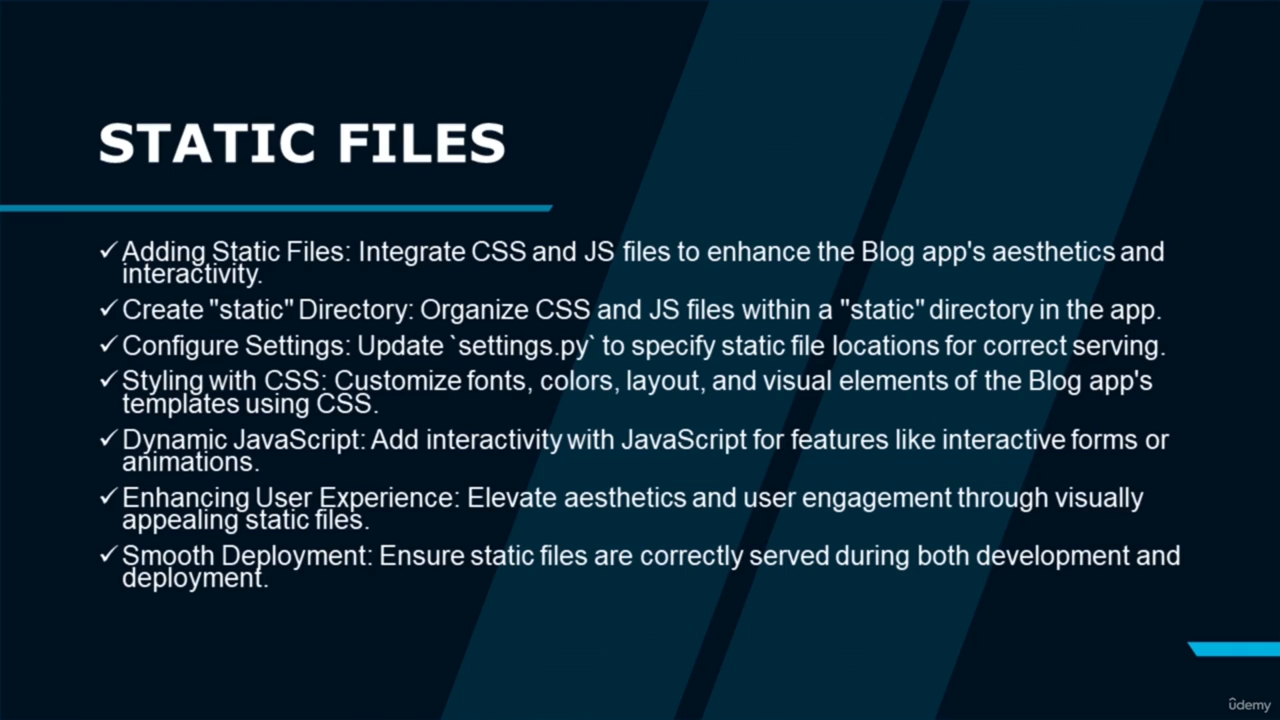 STATIC FILES
✓ Adding Static Files: Integrate CSS and JS files to enhance the Blog app's aesthetics and
interactivity.
✓ Create "static" Directory: Organize CSS and JS files within a "static" directory in the app.
✓ Configure Settings: Update `settings.py` to specify static file locations for correct serving.
✓ Styling with CSS: Customize fonts, colors, layout, and visual elements of the Blog app's
templates using CSS.
✓ Dynamic JavaScript: Add interactivity with JavaScript for features like interactive forms or
animations.
✓ Enhancing User Experience: Elevate aesthetics and user engagement through visually
appealing static files.
✓ Smooth Deployment: Ensure static files are correctly served during both development and
deployment.
ûdemy